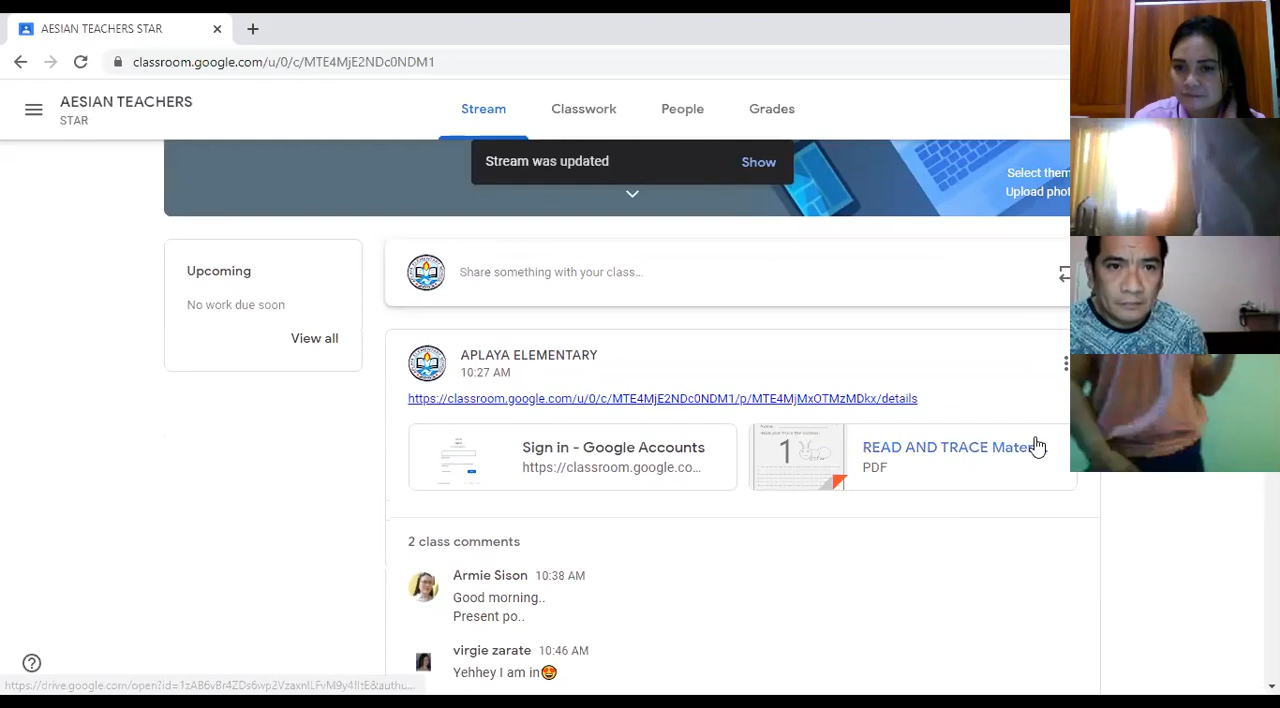 AESIAN TEACHERS STAR
classroom.google.com/u/0/c/MTE4MjE2NDc0NDM1
AESIAN TEACHERS
STAR
Stream
Classwork
People
Grades
Stream was updated
Show
Select them
Upload phot
Upcoming
No work due soon
View all
Share something with your class…
APLAYA ELEMENTARY
10:27 AM
https://classroom.google.com/u/0/c/MTE4MjE2NDc0NDM1/p/MTE4MjMxOTMzMDkx/details
Sign in - Google Accounts
https://classroom.google.co...
1
READ AND TRACE Mater
PDF
2 class comments
Armie Sison 10:38 AM
Good morning..
Present po..
virgie zarate 10:46 AM
Yehhey I am in🤩